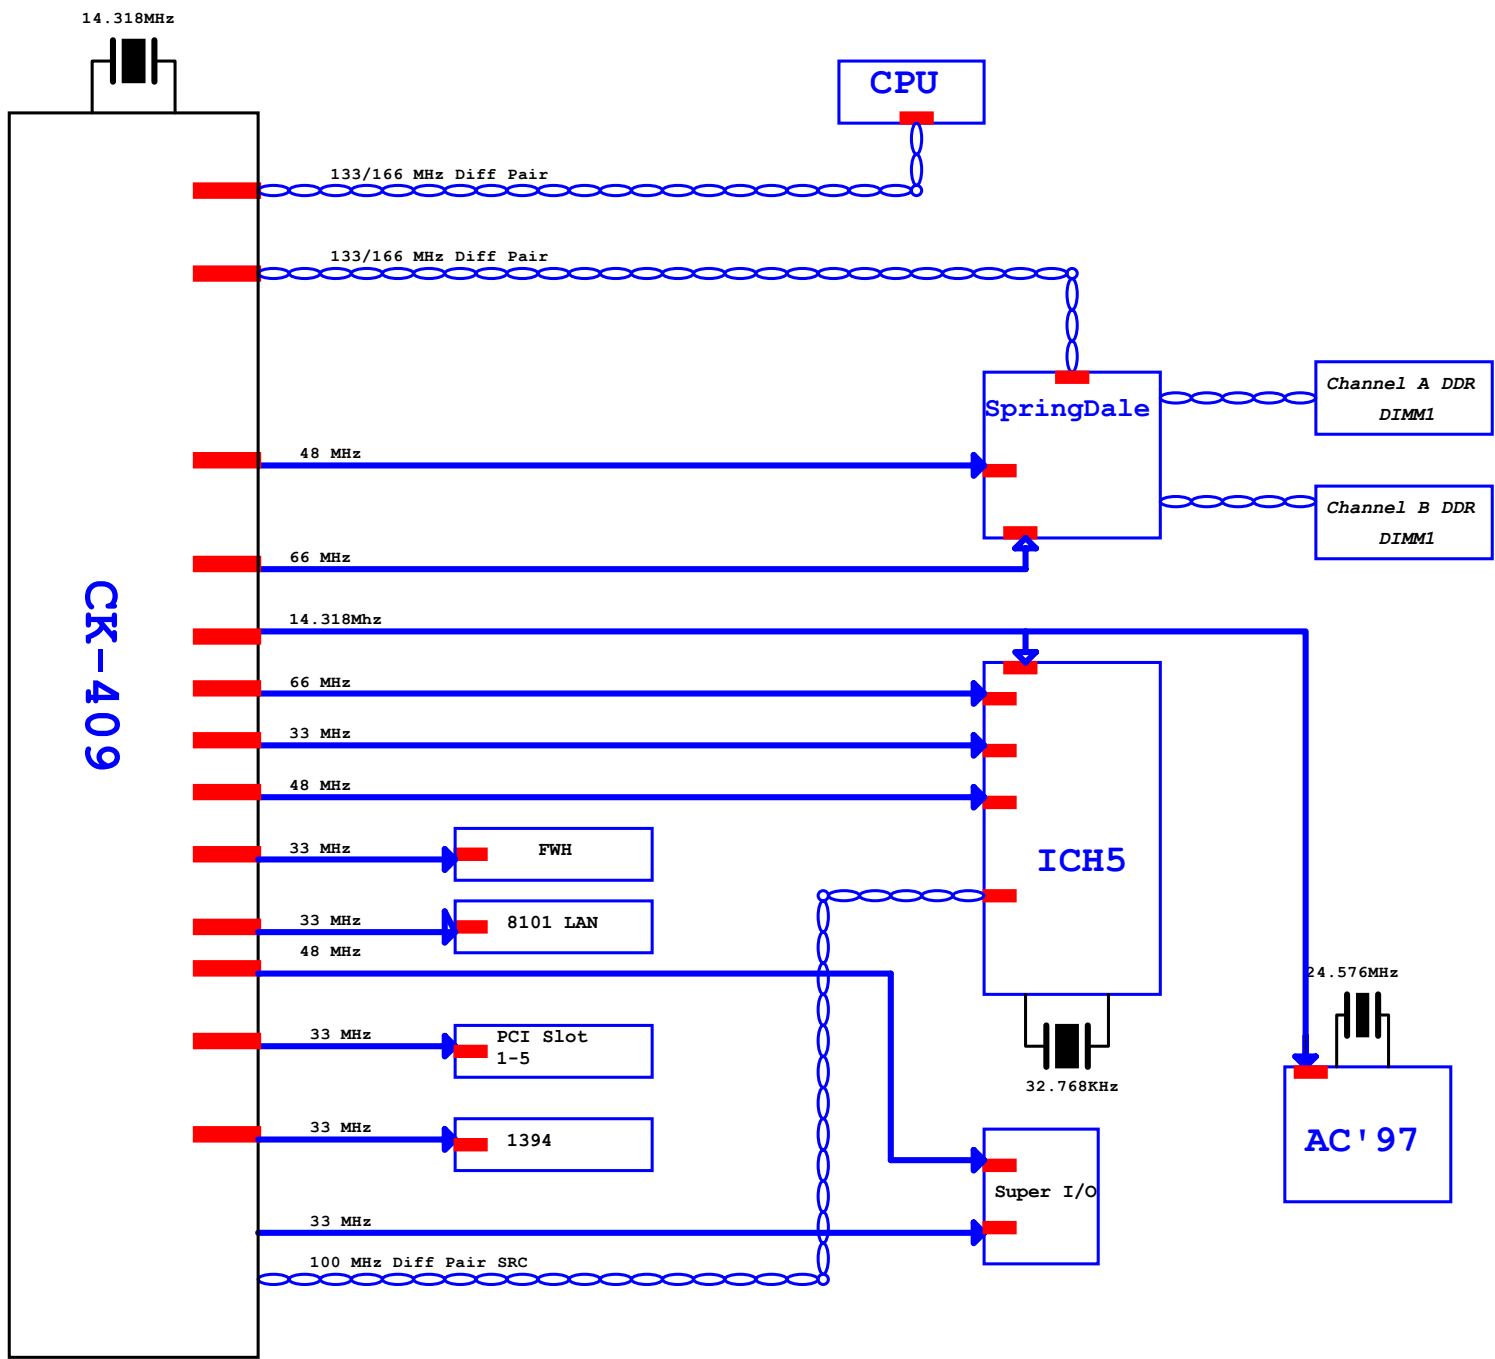 14.318MHz
CPU
133/166 MHz Diff Pair
133/166 MHz Diff Pair
Channel A DDR
DIMM1
SpringDale
48 MHz
Channel B DDR
DIMM1
66 MHz
CK-409
14.318Mhz
66 MHz
33 MHz
48 MHz
33 MHz
FWH
ICH5
33 MHz
8101 LAN
48 MHz
24.576MHz
33 MHz
PCI Slot
1-5
32.768KHz
33 MHz
1394
AC'97
Super I/O
33 MHz
100 MHz Diff Pair SRC